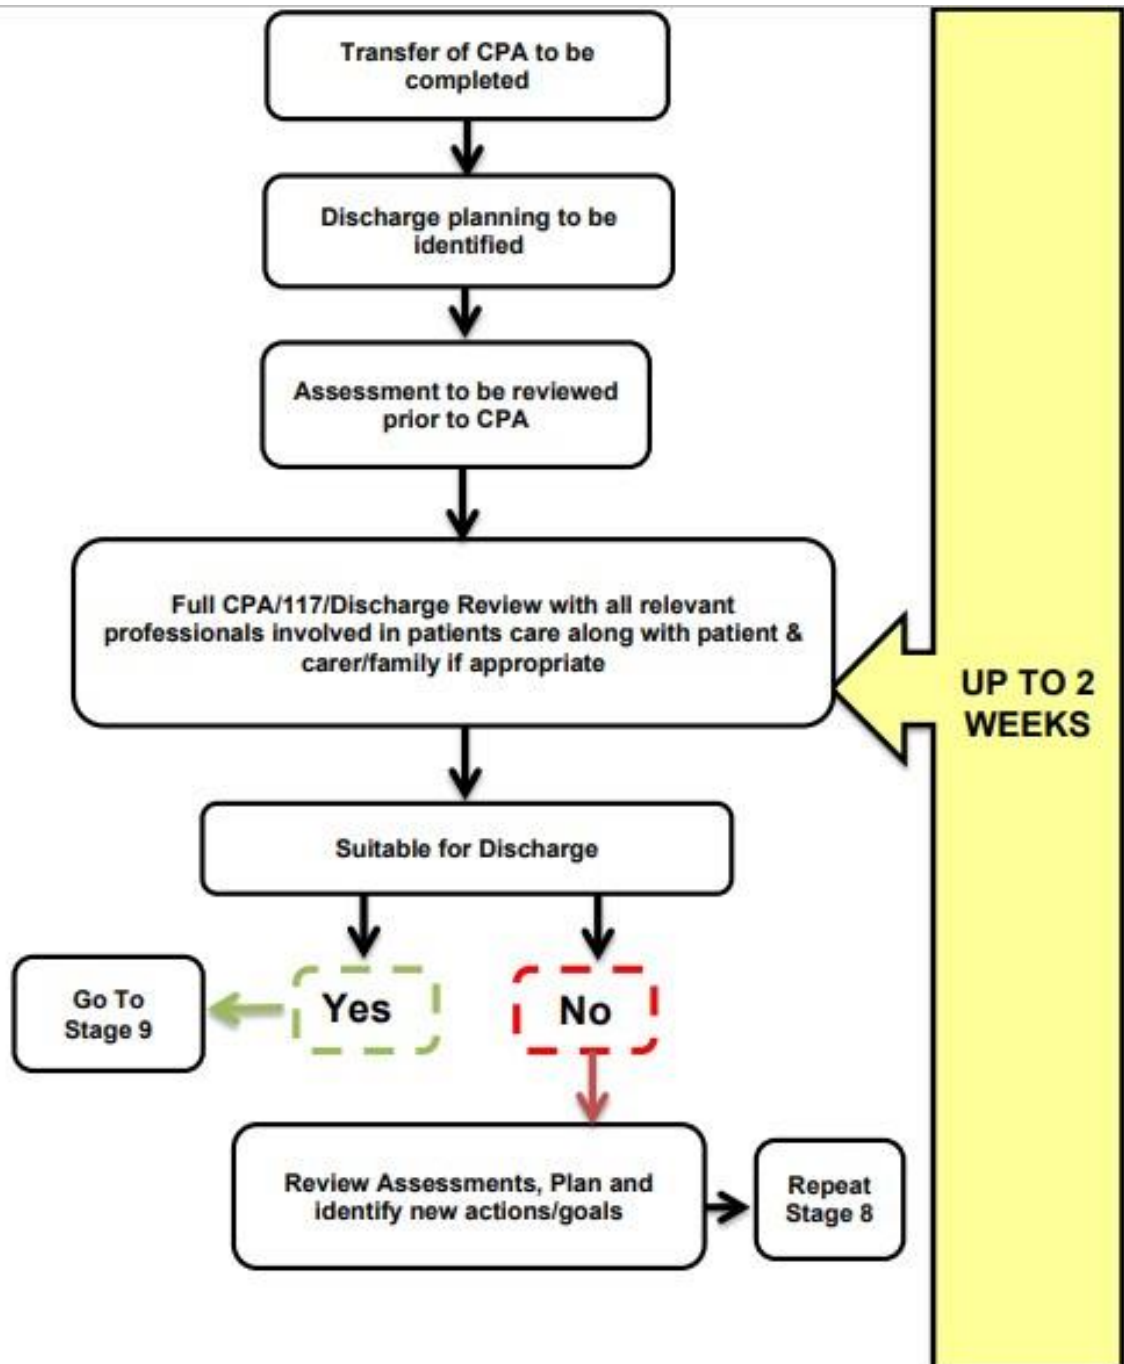 Transfer of CPA to be
completed
Discharge planning to be
identified
Assessment to be reviewed
prior to CPA
Full CPA/117/Discharge Review with all relevant
professionals involved in patients care along with patient &
carer/family if appropriate
UP TO 2
WEEKS
Suitable for Discharge
Go To
Stage 9
Yes
No
Review Assessments, Plan and
identify new actions/goals
Repeat
Stage 8